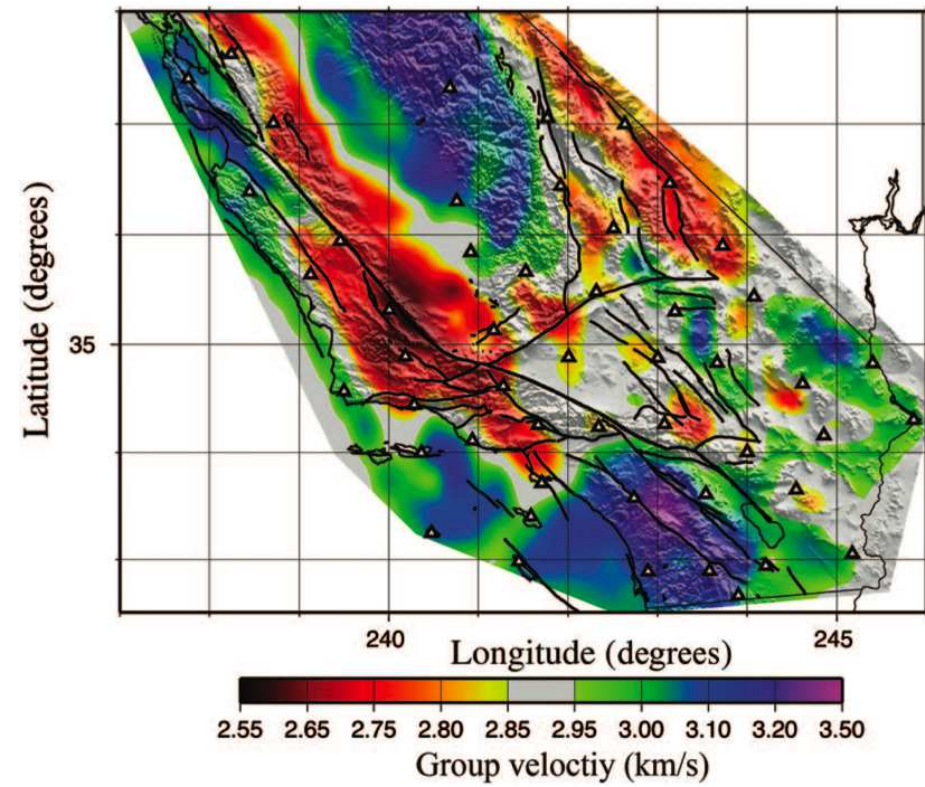 Latitude (degrees)
35
240
245
Longitude (degrees)
2.55 2.65 2.75 2.80 2.85 2.95 3.00 3.10 3.20 3.50
Group veloctiy (km/s)